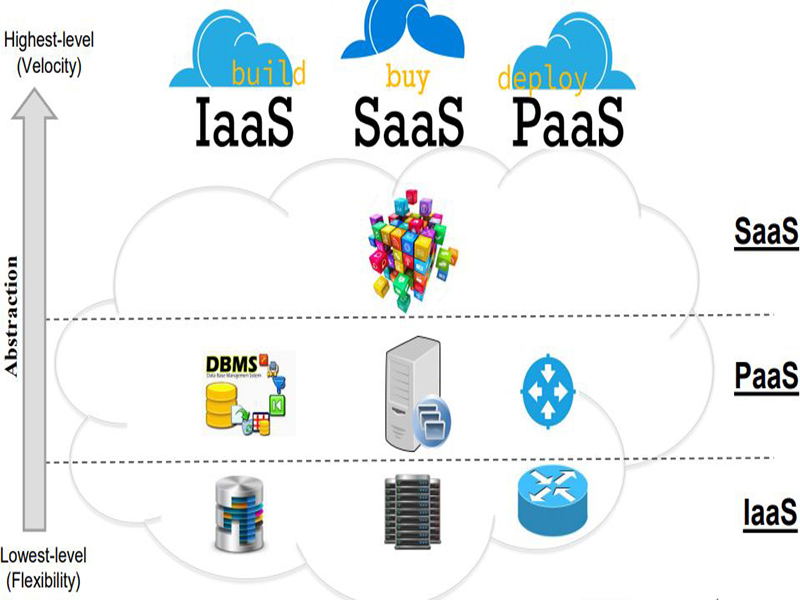 Highest-level
(Velocity)
build
buy
deploy
IaaS
SaaS
PaaS
SaaS
Abstraction
DBMS
Data Base Management System
PaaS
IaaS
Lowest-level
(Flexibility)